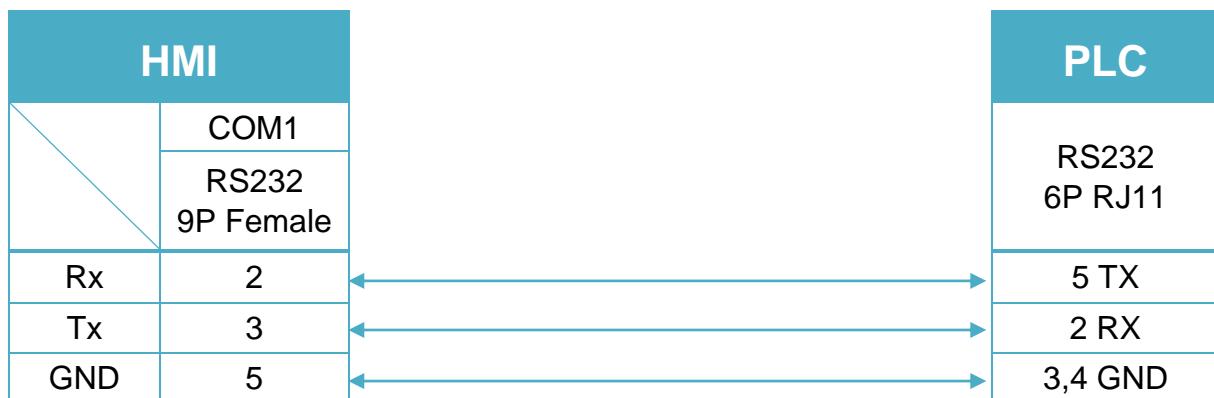 HMI
PLC
COM1
RS232
9P Female
RS232
6P RJ11
Rx 2 5 TX
Tx 3 2 RX
GND 5 3,4 GND